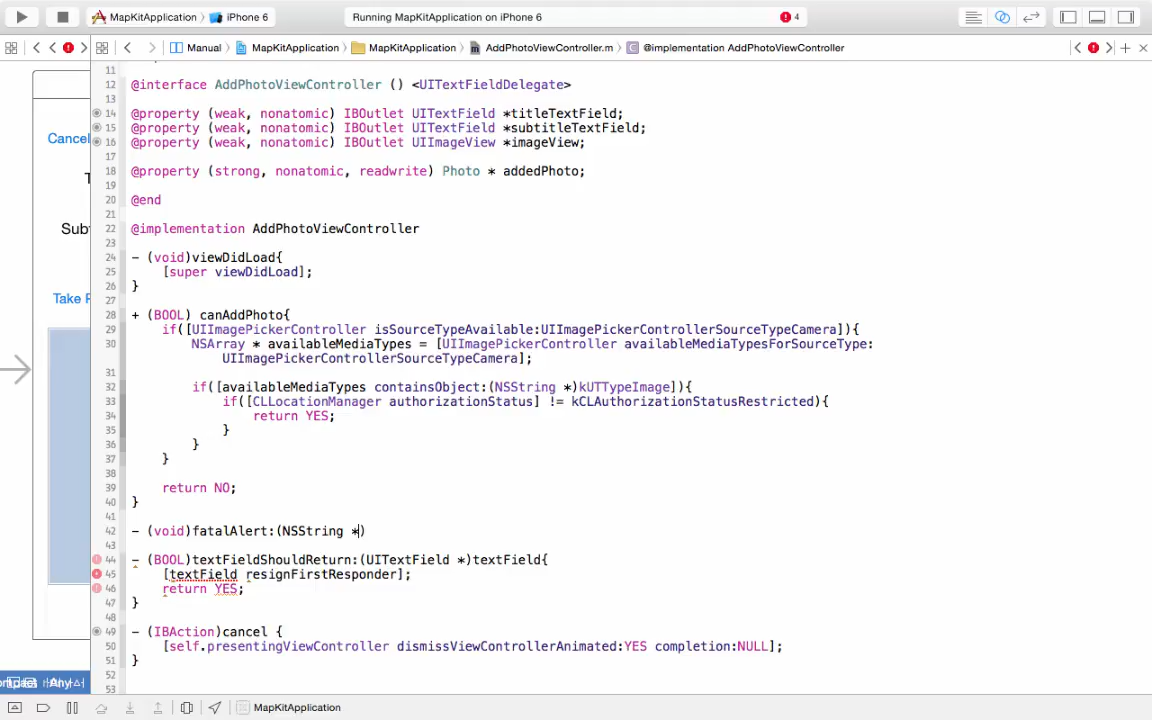 MapKitApplication iPhone 6 Running MapKitApplication on iPhone 6 4
Manual MapKitApplication MapKitApplication AddPhotoViewController.m @implementation AddPhotoViewController
11
12 @interface AddPhotoViewController () <UITextFieldDelegate>
13
14 @property (weak, nonatomic) IBOutlet UITextField *titleTextField;
15 @property (weak, nonatomic) IBOutlet UITextField *subtitleTextField;
16 @property (weak, nonatomic) IBOutlet UIImageView *imageView;
17
18 @property (strong, nonatomic, readwrite) Photo * addedPhoto;
19
20 @end
21
22 @implementation AddPhotoViewController
23
24 - (void)viewDidLoad{
25 [super viewDidLoad];
26 }
27
28 + (BOOL) canAddPhoto{
29 if([UIImagePickerController isSourceTypeAvailable:UIImagePickerControllerSourceTypeCamera]){
30 NSArray * availableMediaTypes = [UIImagePickerController availableMediaTypesForSourceType:
UIImagePickerControllerSourceTypeCamera];
31
32 if([availableMediaTypes containsObject:(NSString *)kUTTypeImage]){
33 if([CLLocationManager authorizationStatus] != kCLAuthorizationStatusRestricted){
34 return YES;
35 }
36 }
37 }
38
39 return NO;
40 }
41
42 - (void)fatalAlert:(NSString *)
43
44 - (BOOL)textFieldShouldReturn:(UITextField *)textField{
45 [textField resignFirstResponder];
46 return YES;
47 }
48
49 - (IBAction)cancel {
50 [self.presentingViewController dismissViewControllerAnimated:YES completion:NULL];
51 }
52
53
Cancel
T
Subt
Take
Any
MapKitApplication